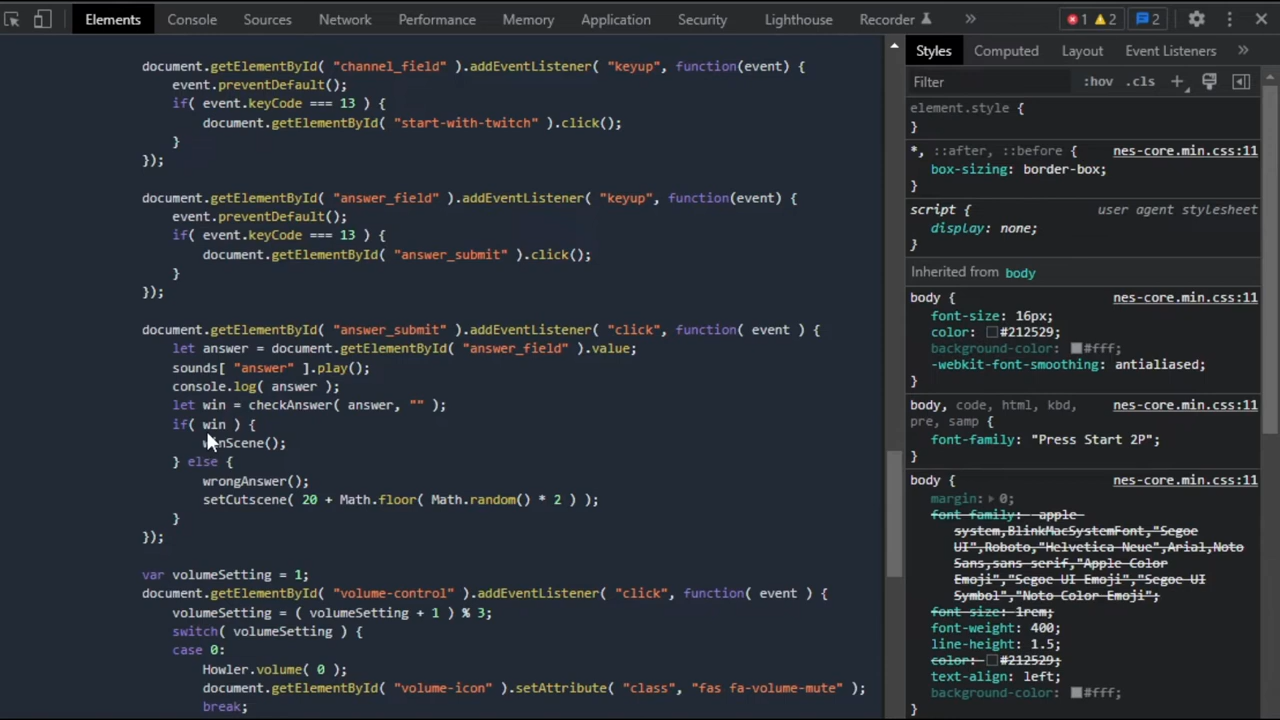 Elements Console Sources Network Performance Memory Application Security Lighthouse Recorder » 1 2 2
document.getElementById( "channel_field" ).addEventListener( "keyup", function(event) {
event.preventDefault();
if( event.keyCode === 13 ) {
document.getElementById( "start-with-twitch" ).click();
}
});
document.getElementById( "answer_field" ).addEventListener( "keyup", function(event) {
event.preventDefault();
if( event.keyCode === 13 ) {
document.getElementById( "answer_submit" ).click();
}
});
document.getElementById( "answer_submit" ).addEventListener( "click", function( event ) {
let answer = document.getElementById( "answer_field" ).value;
sounds[ "answer" ].play();
console.log( answer );
let win = checkAnswer( answer, "" );
if( win ) {
winScene();
} else {
wrongAnswer();
setCutscene( 20 + Math.floor( Math.random() * 2 ) );
}
});
var volumeSetting = 1;
document.getElementById( "volume-control" ).addEventListener( "click", function( event ) {
volumeSetting = ( volumeSetting + 1 ) % 3;
switch( volumeSetting ) {
case 0:
Howler.volume( 0 );
document.getElementById( "volume-icon" ).setAttribute( "class", "fas fa-volume-mute" );
break;
Styles Computed Layout Event Listeners »
Filter :hov .cls +
element.style {
}
*, ::after, ::before { nes-core.min.css:11
box-sizing: border-box;
}
script { user agent stylesheet
display: none;
}
Inherited from body
body { nes-core.min.css:11
font-size: 16px;
color: #212529;
background-color: #fff;
-webkit-font-smoothing: antialiased;
}
body, code, html, kbd, nes-core.min.css:11
pre, samp {
font-family: "Press Start 2P";
}
body { nes-core.min.css:11
margin: 0;
font-family: -apple-
system,BlinkMacSystemFont,"Segoe
UI",Roboto,"Helvetica Neue",Arial,Noto
Sans,sans-serif,"Apple Color
Emoji","Segoe UI Emoji","Segoe UI
Symbol","Noto Color Emoji";
font-size: 1rem;
font-weight: 400;
line-height: 1.5;
color: #212529;
text-align: left;
background-color: #fff;
}